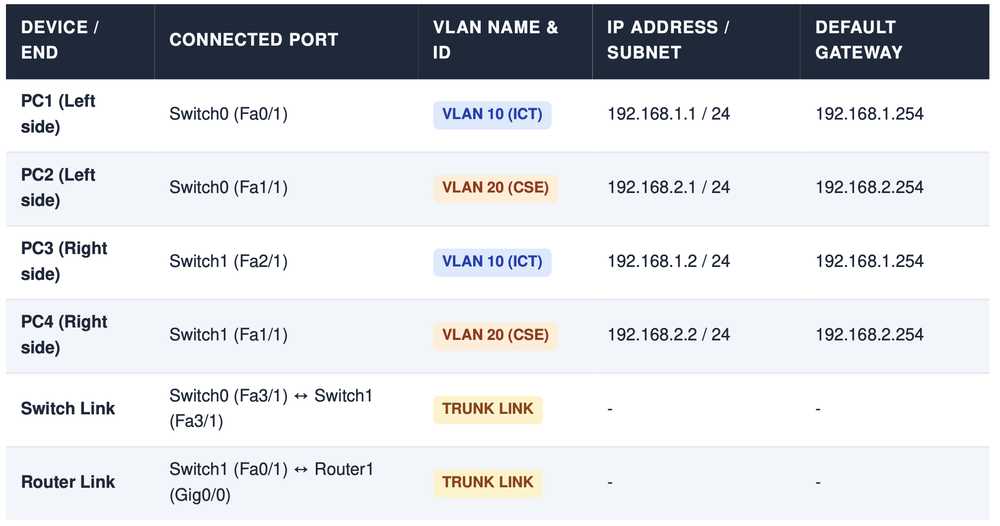 DEVICE /
END
CONNECTED PORT
VLAN NAME &
ID
IP ADDRESS /
SUBNET
DEFAULT
GATEWAY
PC1 (Left
side)
Switch0 (Fa0/1)
VLAN 10 (ICT)
192.168.1.1 / 24
192.168.1.254
PC2 (Left
side)
Switch0 (Fa1/1)
VLAN 20 (CSE)
192.168.2.1 / 24
192.168.2.254
PC3 (Right
side)
Switch1 (Fa2/1)
VLAN 10 (ICT)
192.168.1.2 / 24
192.168.1.254
PC4 (Right
side)
Switch1 (Fa1/1)
VLAN 20 (CSE)
192.168.2.2 / 24
192.168.2.254
Switch Link
Switch0 (Fa3/1) ↔ Switch1
(Fa3/1)
TRUNK LINK
-
-
Router Link
Switch1 (Fa0/1) ↔ Router1
(Gig0/0)
TRUNK LINK
-
-